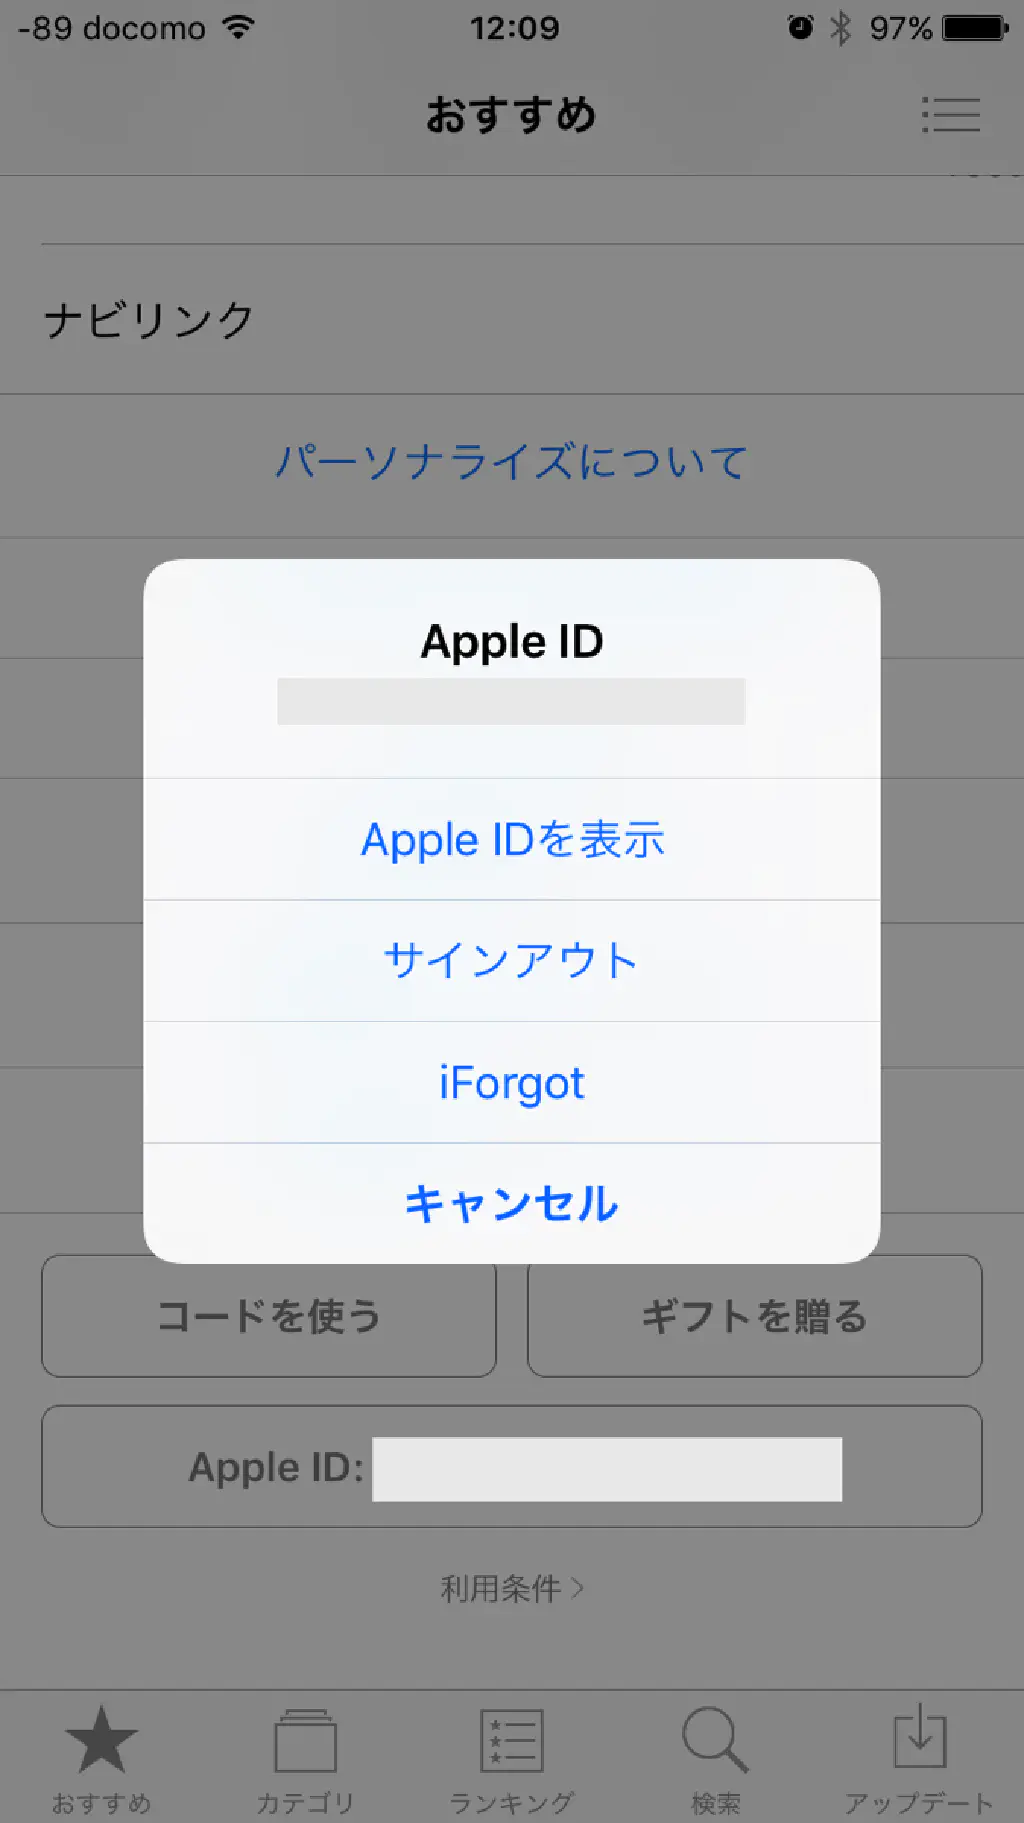 -89 docomo 12:09 97%
おすすめ
ナビリンク
パーソナライズについて
Apple ID
Apple IDを表示
サインアウト
iForgot
キャンセル
コードを使う ギフトを贈る
Apple ID:
利用条件 >
おすすめ カテゴリ ランキング 検索 アップデート